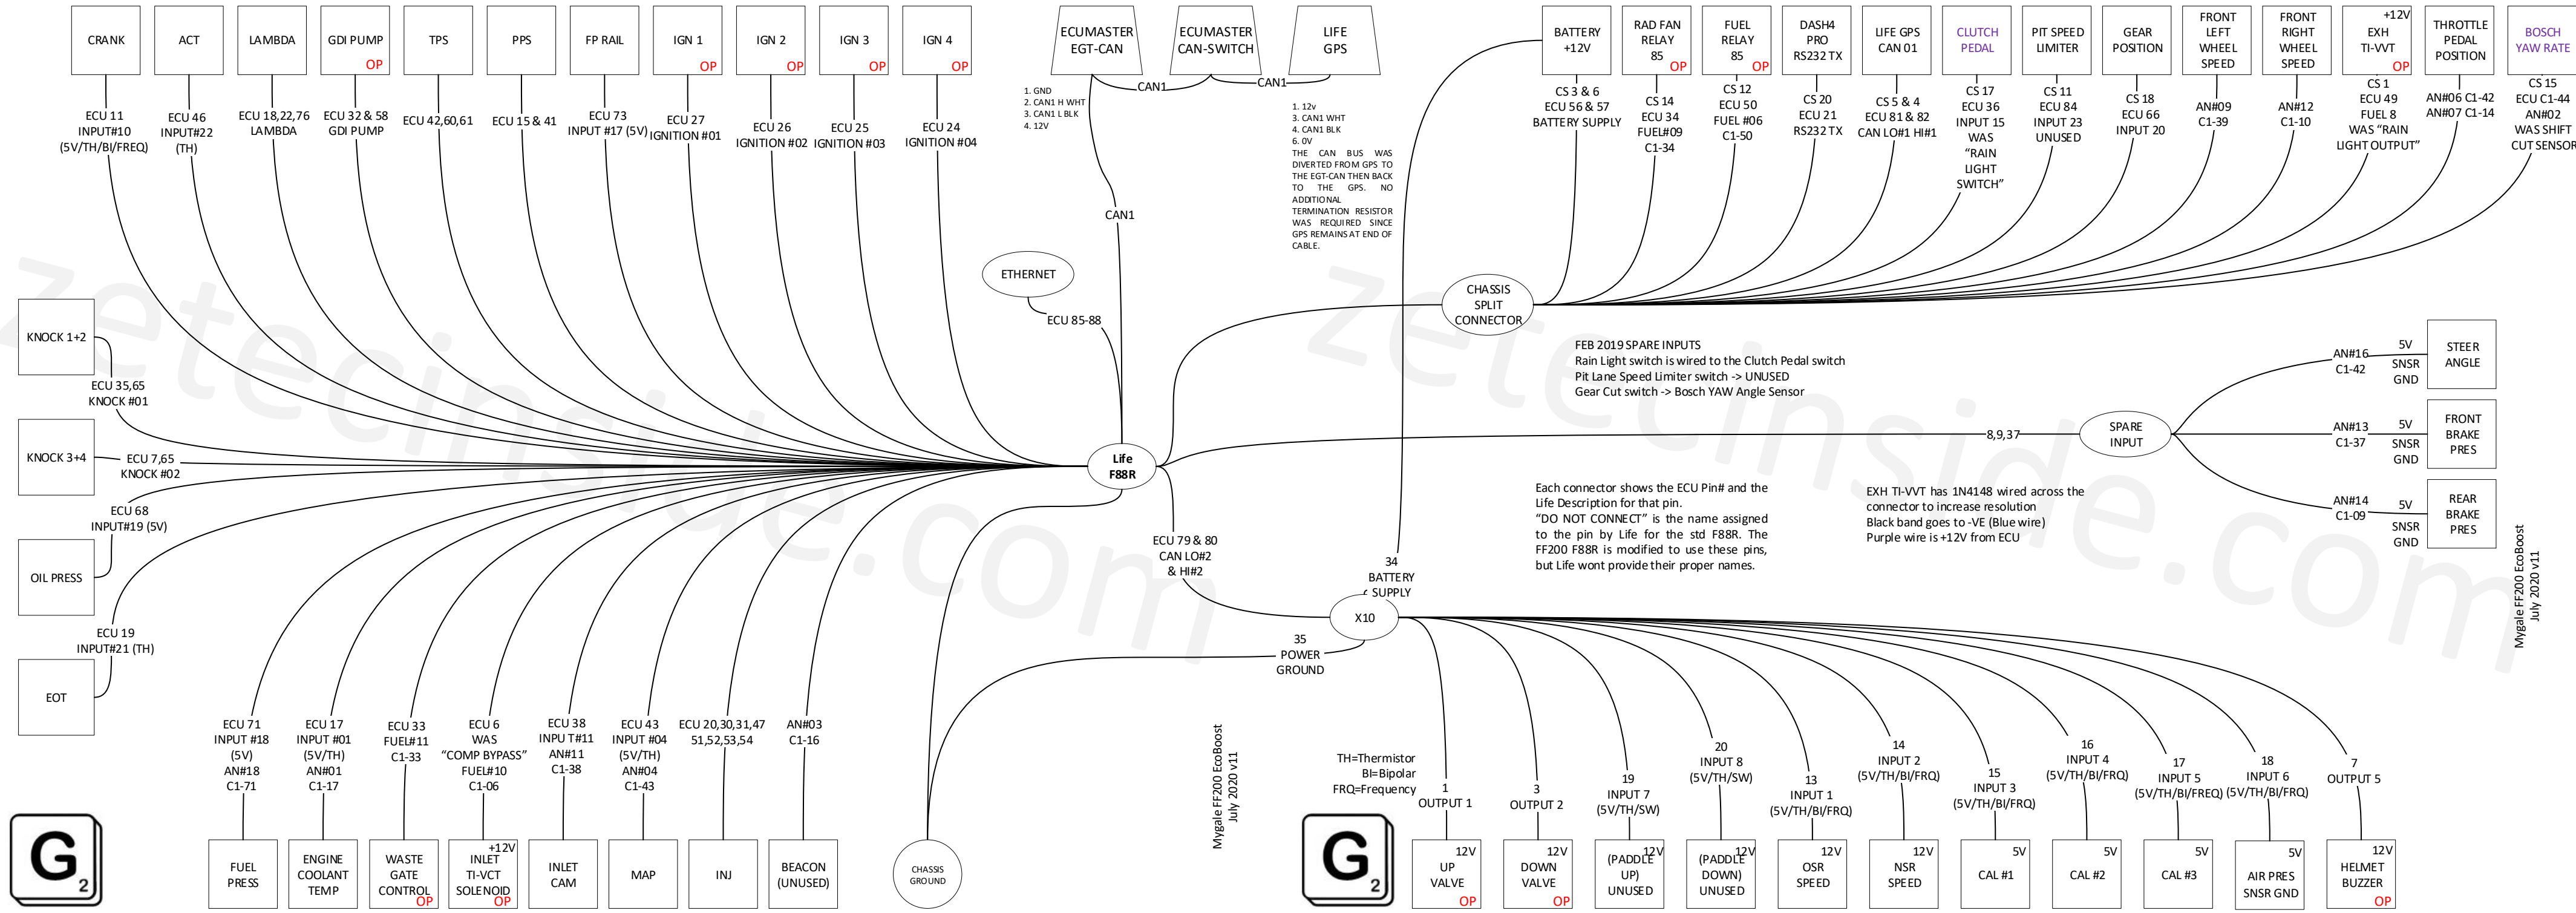 CRANK
ACT
LAMBDA
GDI PUMP
OP
TPS
PPS
FP RAIL
IGN 1
OP
IGN 2
OP
IGN 3
OP
IGN 4
OP
ECU 11
INPUT#10
(5V/TH/BI/FREQ)
ECU 46
INPUT#22
(TH)
ECU 18,22,76
LAMBDA
ECU 32 & 58
GDI PUMP
ECU 42,60,61
ECU 15 & 41
ECU 73
INPUT #17 (5V)
ECU 27
IGNITION #01
ECU 26
IGNITION #02
ECU 25
IGNITION #03
ECU 24
IGNITION #04
ECUMASTER
EGT-CAN
ECUMASTER
CAN-SWITCH
LIFE
GPS
CAN1
CAN1
1. GND
2. CAN1 H WHT
3. CAN1 L BLK
4. 12V
1. 12v
3. CAN1 WHT
4. CAN1 BLK
6. 0V
THE CAN BUS WAS
DIVERTED FROM GPS TO
THE EGT-CAN THEN BACK
TO THE GPS. NO
ADDITIONAL
TERMINATION RESISTOR
WAS REQUIRED SINCE
GPS REMAINS AT END OF
CABLE.
CAN1
ETHERNET
ECU 85-88
BATTERY
+12V
RAD FAN
RELAY
85
OP
FUEL
RELAY
85
OP
DASH4
PRO
RS232 TX
LIFE GPS
CAN 01
CLUTCH
PEDAL
PIT SPEED
LIMITER
GEAR
POSITION
FRONT
LEFT
WHEEL
SPEED
FRONT
RIGHT
WHEEL
SPEED
+12V
EXH
TI-VVT
OP
THROTTLE
PEDAL
POSITION
BOSCH
YAW RATE
CS 3 & 6
ECU 56 & 57
BATTERY SUPPLY
CS 14
ECU 34
FUEL#09
C1-34
CS 12
ECU 50
FUEL #06
C1-50
CS 20
ECU 21
RS232 TX
CS 5 & 4
ECU 81 & 82
CAN LO#1 HI#1
CS 17
ECU 36
INPUT 15
WAS
“RAIN
LIGHT
SWITCH”
CS 11
ECU 84
INPUT 23
UNUSED
CS 18
ECU 66
INPUT 20
AN#09
C1-39
AN#12
C1-10
CS 1
ECU 49
FUEL 8
WAS “RAIN
LIGHT OUTPUT”
AN#06 C1-42
AN#07 C1-14
CS 15
ECU C1-44
AN#02
WAS SHIFT
CUT SENSOR
CHASSIS
SPLIT
CONNECTOR
zetecinside.com
zetecinside.com
FEB 2019 SPARE INPUTS
Rain Light switch is wired to the Clutch Pedal switch
Pit Lane Speed Limiter switch -> UNUSED
Gear Cut switch -> Bosch YAW Angle Sensor
KNOCK 1+2
ECU 35,65
KNOCK #01
KNOCK 3+4
ECU 7,65
KNOCK #02
OIL PRESS
ECU 68
INPUT#19 (5V)
EOT
ECU 19
INPUT#21 (TH)
Life
F88R
8,9,37
SPARE
INPUT
AN#16
C1-42
5V
SNSR
GND
STEER
ANGLE
AN#13
C1-37
5V
SNSR
GND
FRONT
BRAKE
PRES
AN#14
C1-09
5V
SNSR
GND
REAR
BRAKE
PRES
Each connector shows the ECU Pin# and the
Life Description for that pin.
“DO NOT CONNECT” is the name assigned
to the pin by Life for the std F88R. The
FF200 F88R is modified to use these pins,
but Life wont provide their proper names.
EXH TI-VVT has 1N4148 wired across the
connector to increase resolution
Black band goes to -VE (Blue wire)
Purple wire is +12V from ECU
Mygale FF200 EcoBoost
July 2020 v11
ECU 79 & 80
CAN LO#2
& HI#2
34
BATTERY
SUPPLY
X10
35
POWER
GROUND
ECU 71
INPUT #18
(5V)
AN#18
C1-71
ECU 17
INPUT #01
(5V/TH)
AN#01
C1-17
ECU 33
FUEL#11
C1-33
ECU 6
WAS
“COMP BYPASS”
FUEL#10
C1-06
ECU 38
INPUT#11
AN#11
C1-38
ECU 43
INPUT #04
(5V/TH)
AN#04
C1-43
ECU 20,30,31,47
51,52,53,54
AN#03
C1-16
FUEL
PRESS
ENGINE
COOLANT
TEMP
WASTE
GATE
CONTROL
OP
+12V
INLET
TI-VCT
SOLENOID
OP
INLET
CAM
MAP
INJ
BEACON
(UNUSED)
CHASSIS
GROUND
G
2
Mygale FF200 EcoBoost
July 2020 v11
TH=Thermistor
BI=Bipolar
FRQ=Frequency
G
2
1
OUTPUT 1
3
OUTPUT 2
19
INPUT 7
(5V/TH/SW)
20
INPUT 8
(5V/TH/SW)
13
INPUT 1
(5V/TH/BI/FRQ)
14
INPUT 2
(5V/TH/BI/FRQ)
15
INPUT 3
(5V/TH/BI/FRQ)
16
INPUT 4
(5V/TH/BI/FRQ)
17
INPUT 5
(5V/TH/BI/FREQ)
18
INPUT 6
(5V/TH/BI/FRQ)
7
OUTPUT 5
12V
UP
VALVE
OP
12V
DOWN
VALVE
OP
12V
(PADDLE
UP)
UNUSED
12V
(PADDLE
DOWN)
UNUSED
12V
OSR
SPEED
12V
NSR
SPEED
5V
CAL #1
5V
CAL #2
5V
CAL #3
5V
AIR PRES
SNSR GND
12V
HELMET
BUZZER
OP